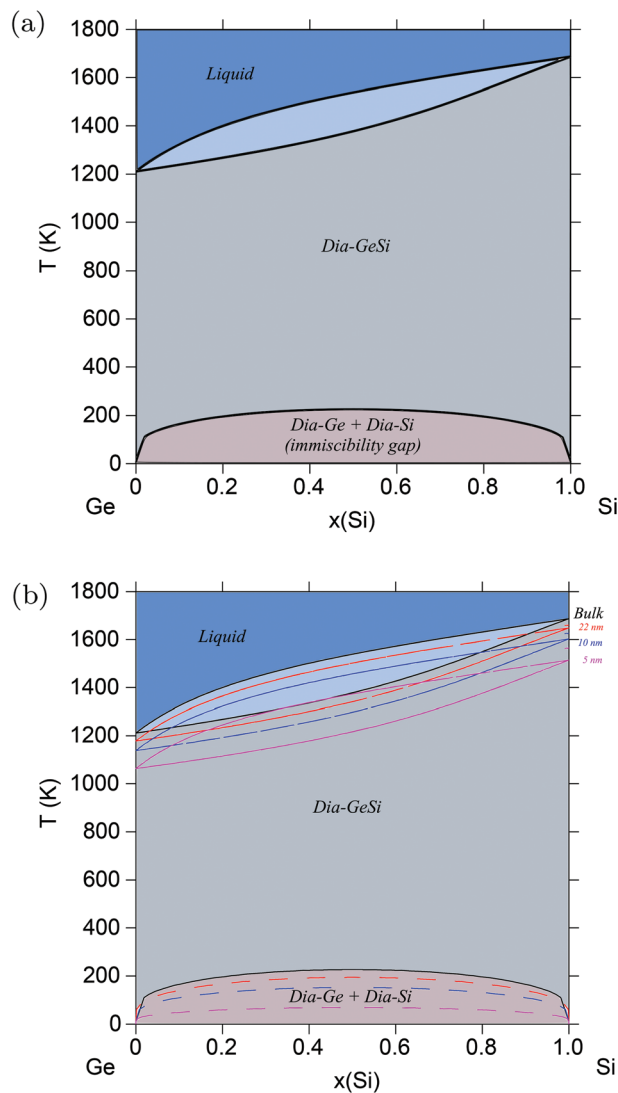 (a)
1800
1600
1400
1200
1000
800
600
400
200
0
T (K)
Liquid
Dia-GeSi
Dia-Ge + Dia-Si
(immiscibility gap)
0 0.2 0.4 0.6 0.8 1.0
Ge Si
x(Si)
(b)
1800
1600
1400
1200
1000
800
600
400
200
0
T (K)
Bulk
22 nm
10 nm
5 nm
Liquid
Dia-GeSi
Dia-Ge + Dia-Si
0 0.2 0.4 0.6 0.8 1.0
Ge Si
x(Si)